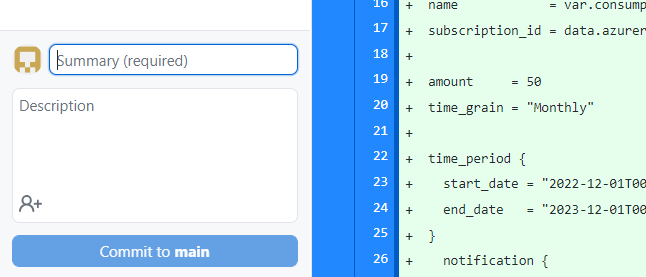 Summary (required)
Description
Commit to main
16 + name = var.consump
17 + subscription_id = data.azurer
18 +
19 + amount = 50
20 + time_grain = "Monthly"
21 +
22 + time_period {
23 + start_date = "2022-12-01T00
24 + end_date = "2023-12-01T00
25 + }
26 + notification {